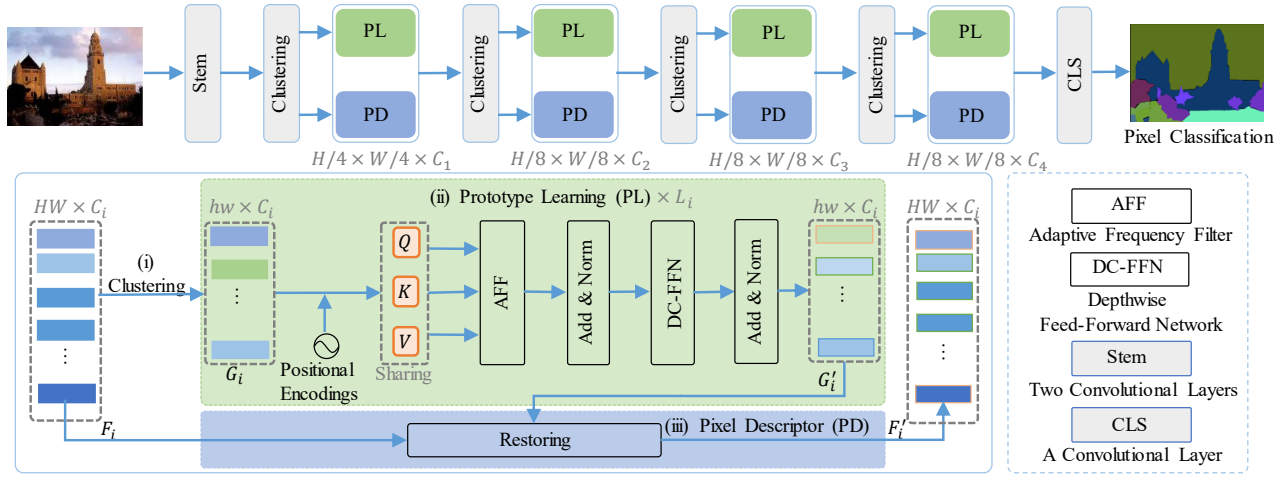 Stem
Clustering
PL
PD
Clustering
PL
PD
Clustering
PL
PD
Clustering
PL
PD
CLS
Pixel Classification
H/4 × W/4 × C₁
H/8 × W/8 × C₂
H/8 × W/8 × C₃
H/8 × W/8 × C₄
HW × Cᵢ
(i)
Clustering
Fᵢ
(ii) Prototype Learning (PL) × Lᵢ
hw × Cᵢ
Gᵢ
Positional
Encodings
Q
K
V
Sharing
AFF
Add & Norm
DC-FFN
Add & Norm
hw × Cᵢ
Gᵢ′
Restoring
(iii) Pixel Descriptor (PD)
Fᵢ′
HW × Cᵢ
AFF
Adaptive Frequency Filter
DC-FFN
Depthwise
Feed-Forward Network
Stem
Two Convolutional Layers
CLS
A Convolutional Layer